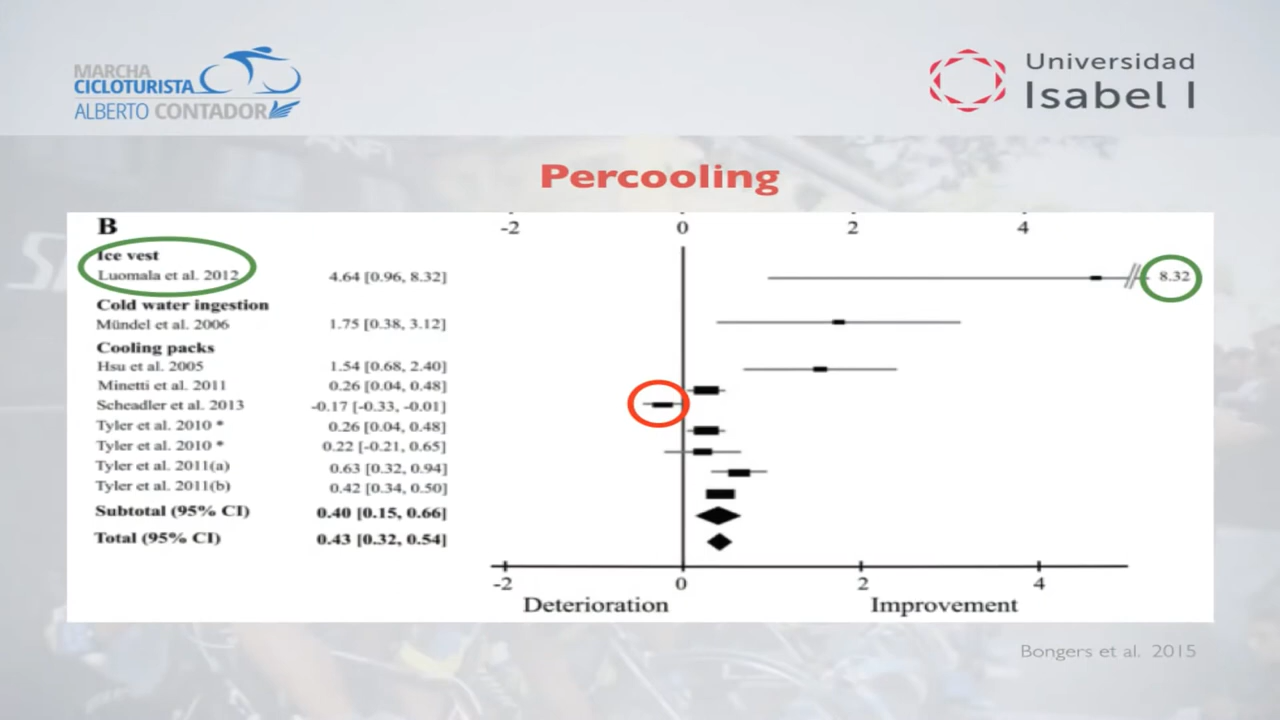 MARCHA
CICLOTURISTA
ALBERTO CONTADOR
Universidad
Isabel I
Percooling
B
-2 0 2 4
Ice vest
Luomala et al. 2012 4.64 [0.96, 8.32] 8.32
Cold water ingestion
Mündel et al. 2006 1.75 [0.38, 3.12]
Cooling packs
Hsu et al. 2005 1.54 [0.68, 2.40]
Minetti et al. 2011 0.26 [0.04, 0.48]
Scheadler et al. 2013 -0.17 [-0.33, -0.01]
Tyler et al. 2010 * 0.26 [0.04, 0.48]
Tyler et al. 2010 * 0.22 [-0.21, 0.65]
Tyler et al. 2011(a) 0.63 [0.32, 0.94]
Tyler et al. 2011(b) 0.42 [0.34, 0.50]
Subtotal (95% CI) 0.40 [0.15, 0.66]
Total (95% CI) 0.43 [0.32, 0.54]
-2 0 2 4
Deterioration Improvement
Bongers et al. 2015